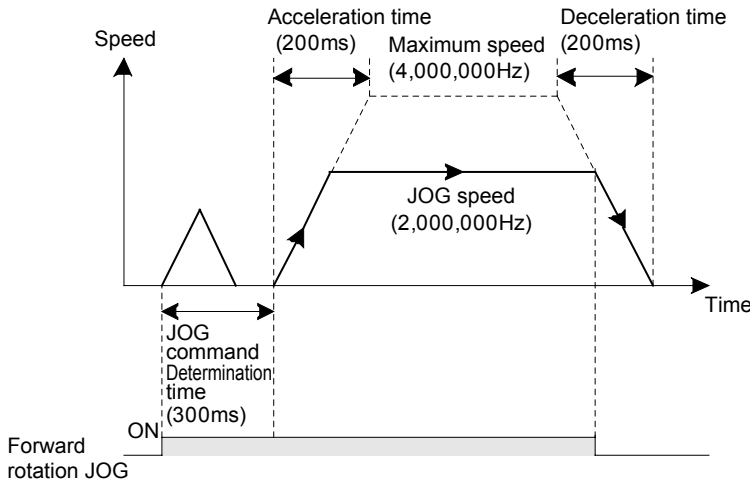 Acceleration time
(200ms)
Deceleration time
(200ms)
Speed
Maximum speed
(4,000,000Hz)
JOG speed
(2,000,000Hz)
Time
JOG
command
Determination
time
(300ms)
ON
Forward
rotation JOG